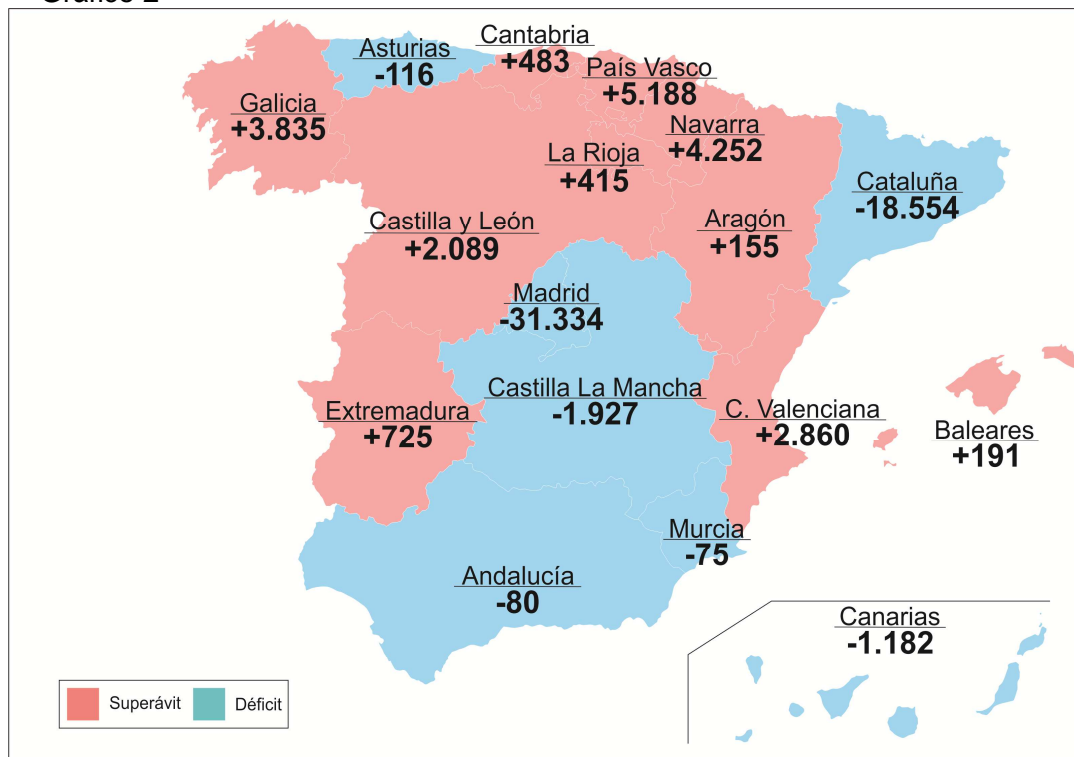 Gráfico 2
Asturias
-116
Cantabria
+483
País Vasco
+5.188
Galicia
+3.835
Navarra
+4.252
La Rioja
+415
Cataluña
-18.554
Castilla y León
+2.089
Aragón
+155
Madrid
-31.334
Castilla La Mancha
-1.927
Extremadura
+725
C. Valenciana
+2.860
Baleares
+191
Murcia
-75
Andalucía
-80
Canarias
-1.182
Superávit
Déficit